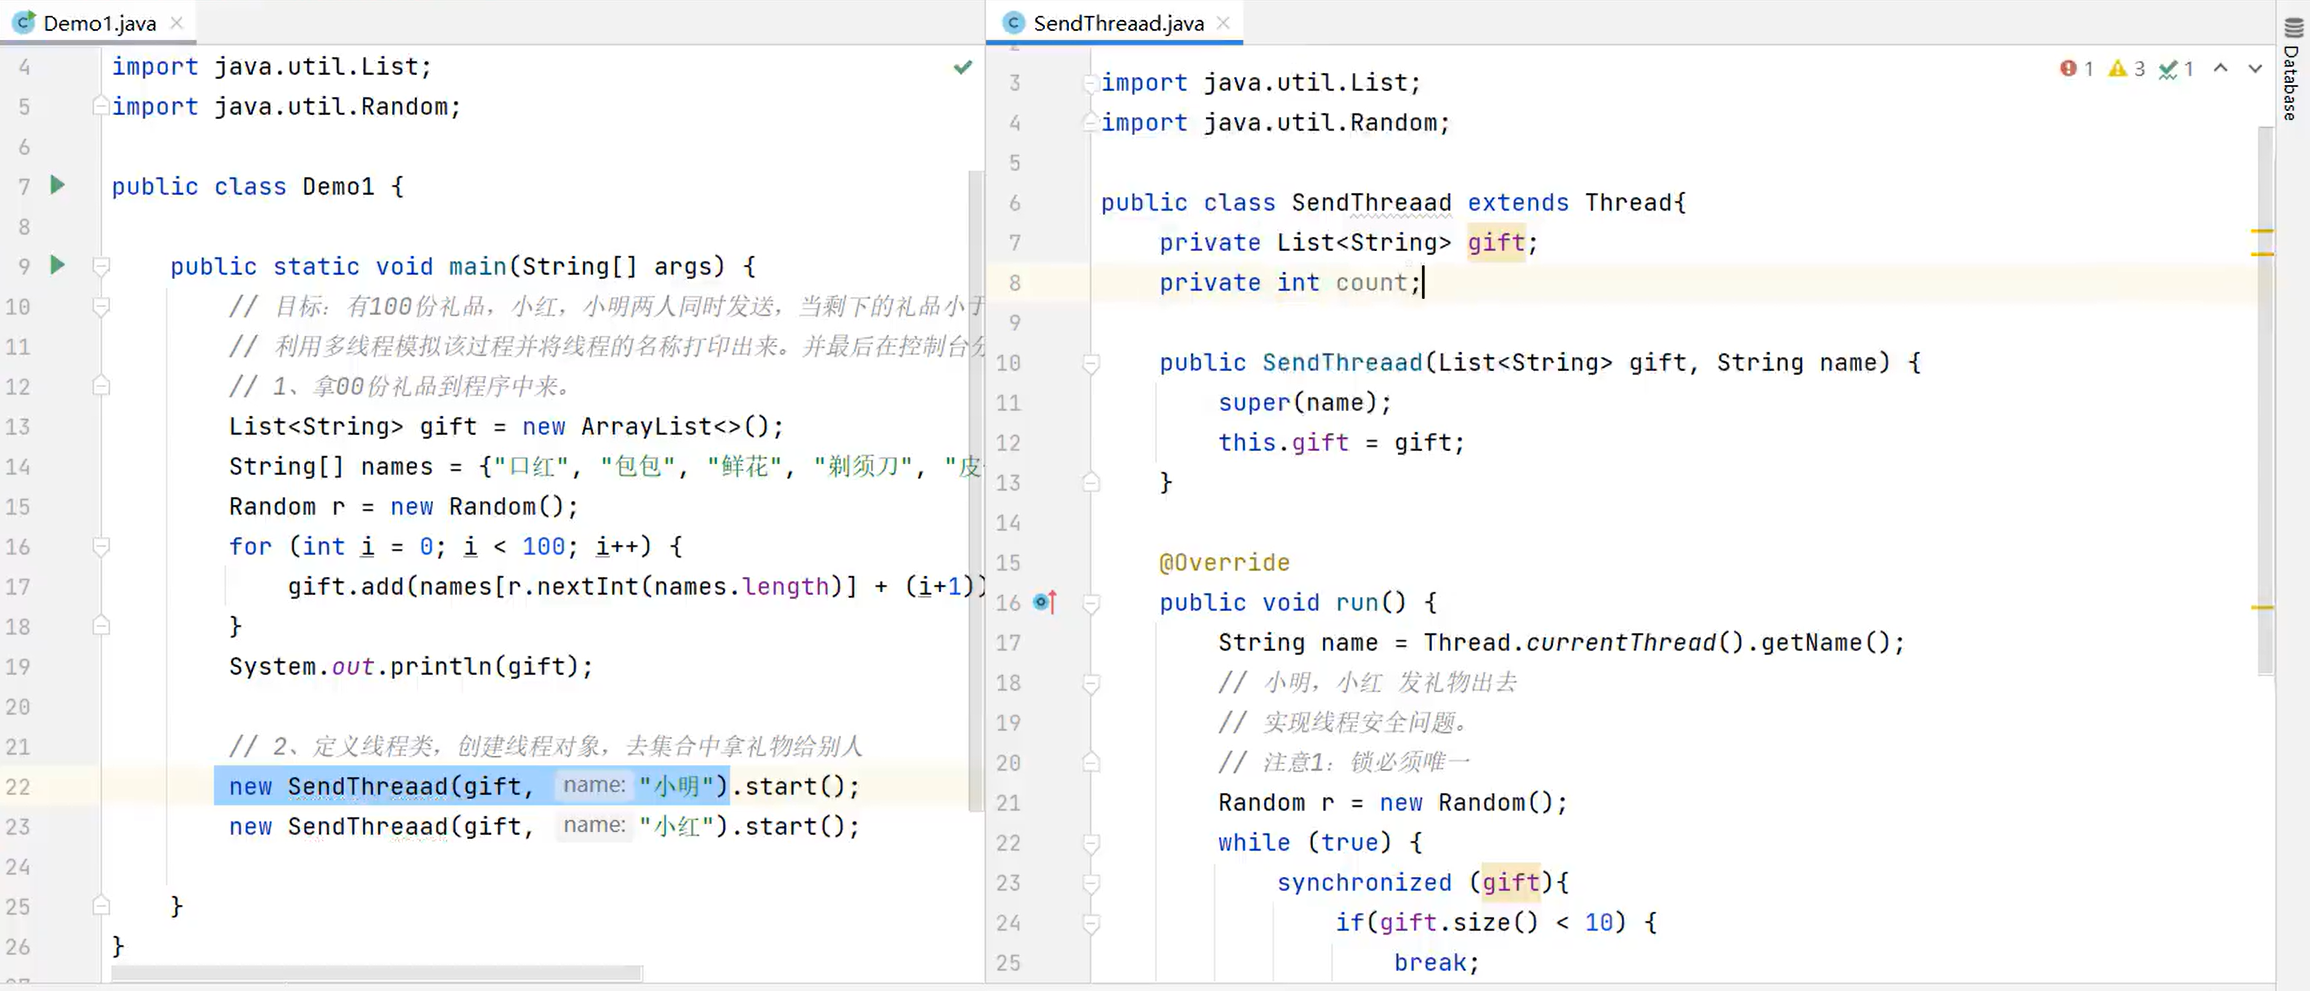 Demo1.java
4 import java.util.List;
5 import java.util.Random;
6
7 public class Demo1 {
8
9 public static void main(String[] args) {
10 // 目标：有100份礼品，小红，小明两人同时发送，当剩下的礼品小于
11 // 利用多线程模拟该过程并将线程的名称打印出来。并最后在控制台分
12 // 1、拿00份礼品到程序中来。
13 List<String> gift = new ArrayList<>();
14 String[] names = {"口红", "包包", "鲜花", "剃须刀", "皮
15 Random r = new Random();
16 for (int i = 0; i < 100; i++) {
17 gift.add(names[r.nextInt(names.length)] + (i+1))
18 }
19 System.out.println(gift);
20
21 // 2、定义线程类，创建线程对象，去集合中拿礼物给别人
22 new SendThreaad(gift, name: "小明").start();
23 new SendThreaad(gift, name: "小红").start();
24
25 }
26 }
SendThreaad.java
1 3 1
3 import java.util.List;
4 import java.util.Random;
5
6 public class SendThreaad extends Thread{
7 private List<String> gift;
8 private int count;
9
10 public SendThreaad(List<String> gift, String name) {
11 super(name);
12 this.gift = gift;
13 }
14
15 @Override
16 public void run() {
17 String name = Thread.currentThread().getName();
18 // 小明，小红 发礼物出去
19 // 实现线程安全问题。
20 // 注意1：锁必须唯一
21 Random r = new Random();
22 while (true) {
23 synchronized (gift){
24 if(gift.size() < 10) {
25 break;
Database